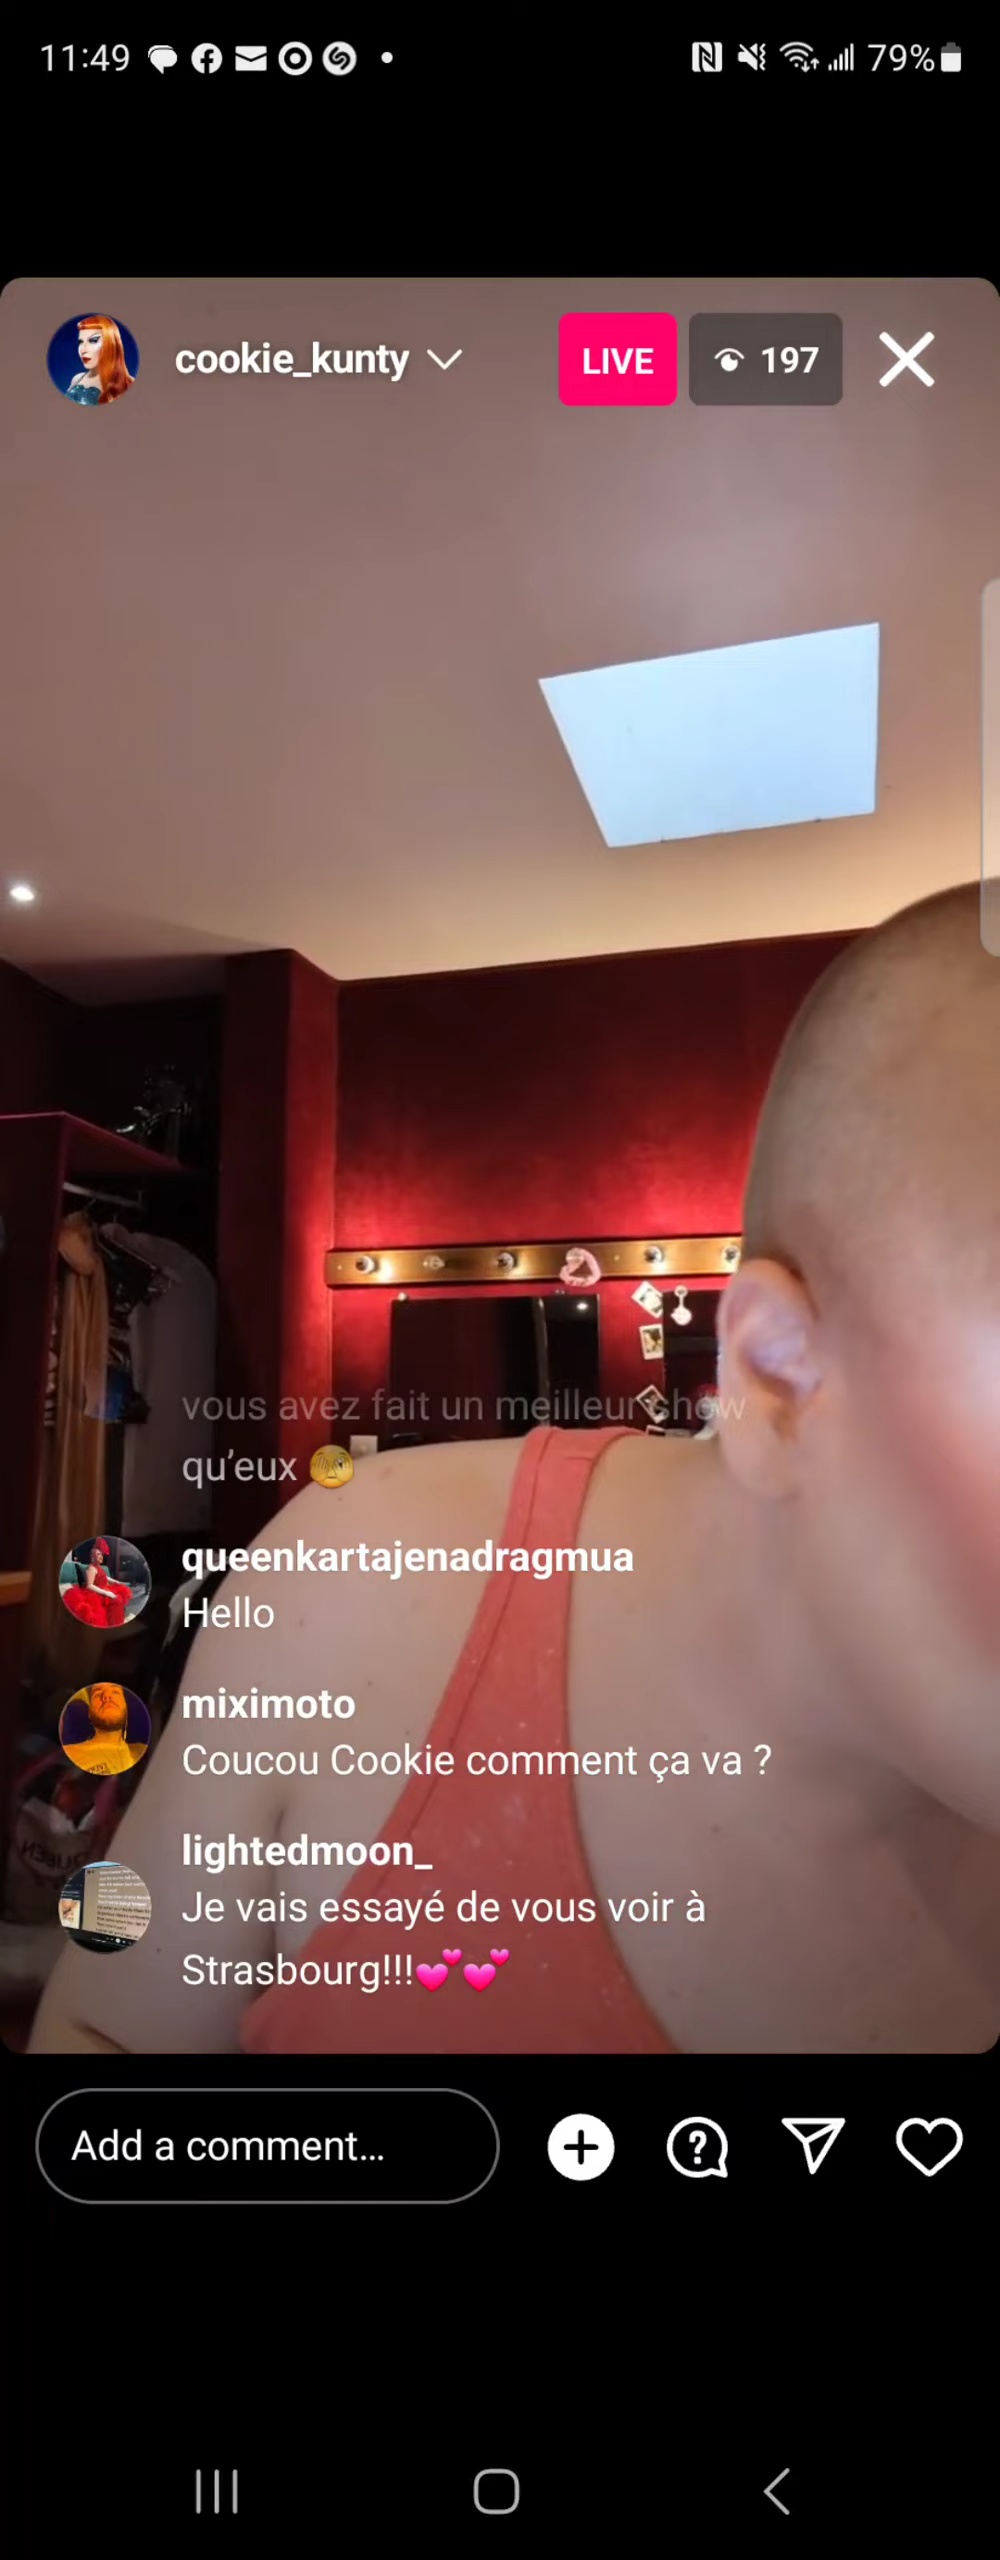 11:49
79%
cookie_kunty
LIVE
197
vous avez fait un meilleur show
qu'eux 🫣
queenkartajenadragmua
Hello
miximoto
Coucou Cookie comment ça va ?
lightedmoon_
Je vais essayé de vous voir à
Strasbourg!!!💕💕
Add a comment...